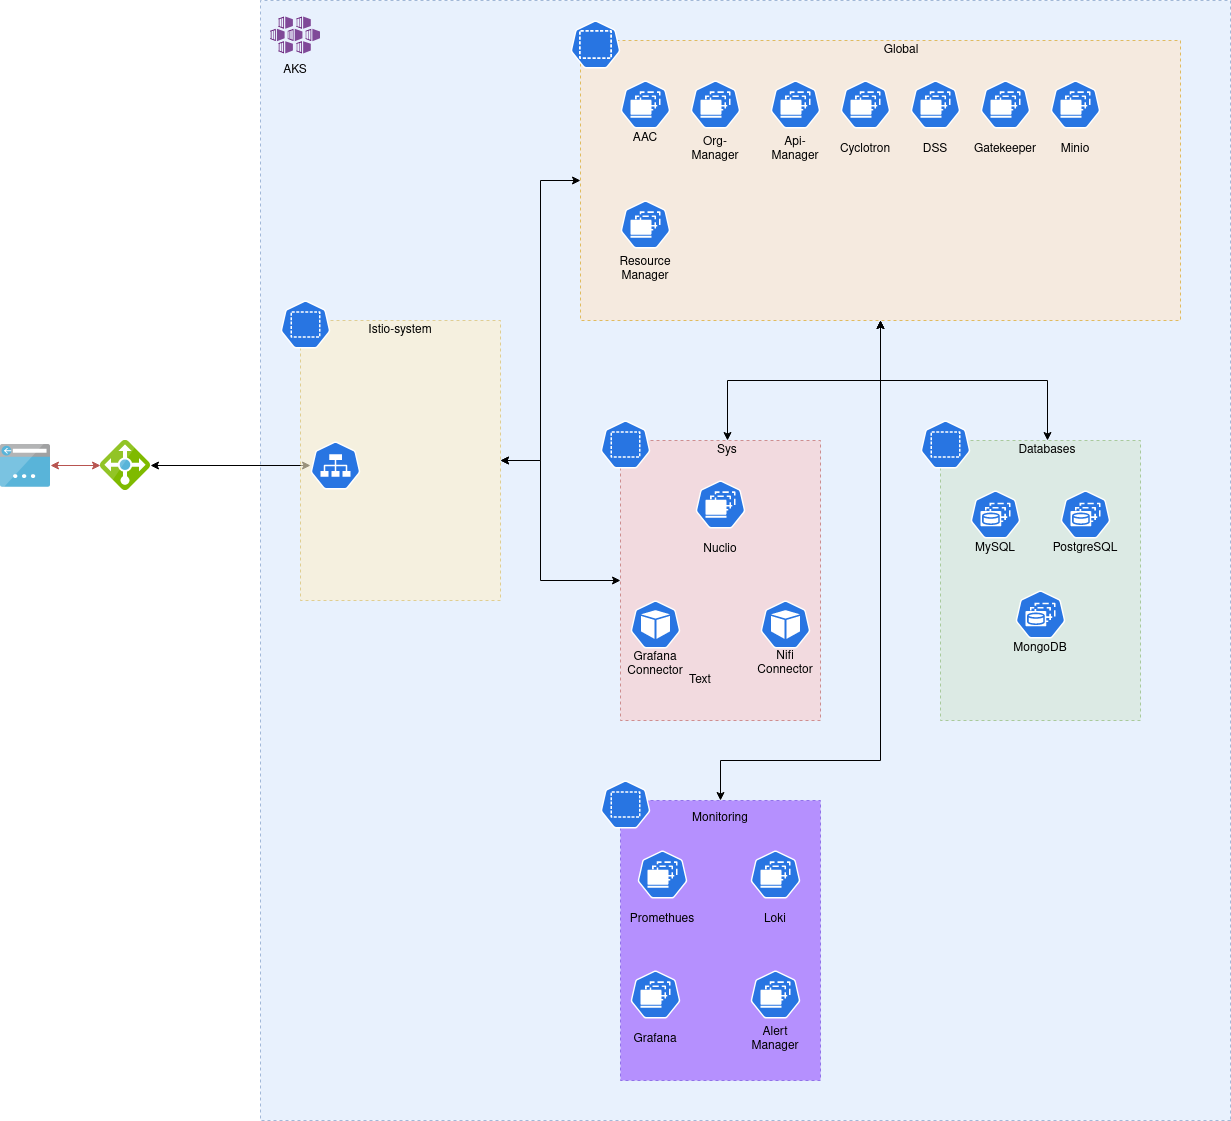 AKS
Global
AAC
Org-
Manager
Api-
Manager
Cyclotron
DSS
Gatekeeper
Minio
Resource
Manager
Istio-system
Sys
Nuclio
Grafana
Connector
Text
Nifi
Connector
Databases
MySQL
PostgreSQL
MongoDB
Monitoring
Promethues
Loki
Grafana
Alert
Manager